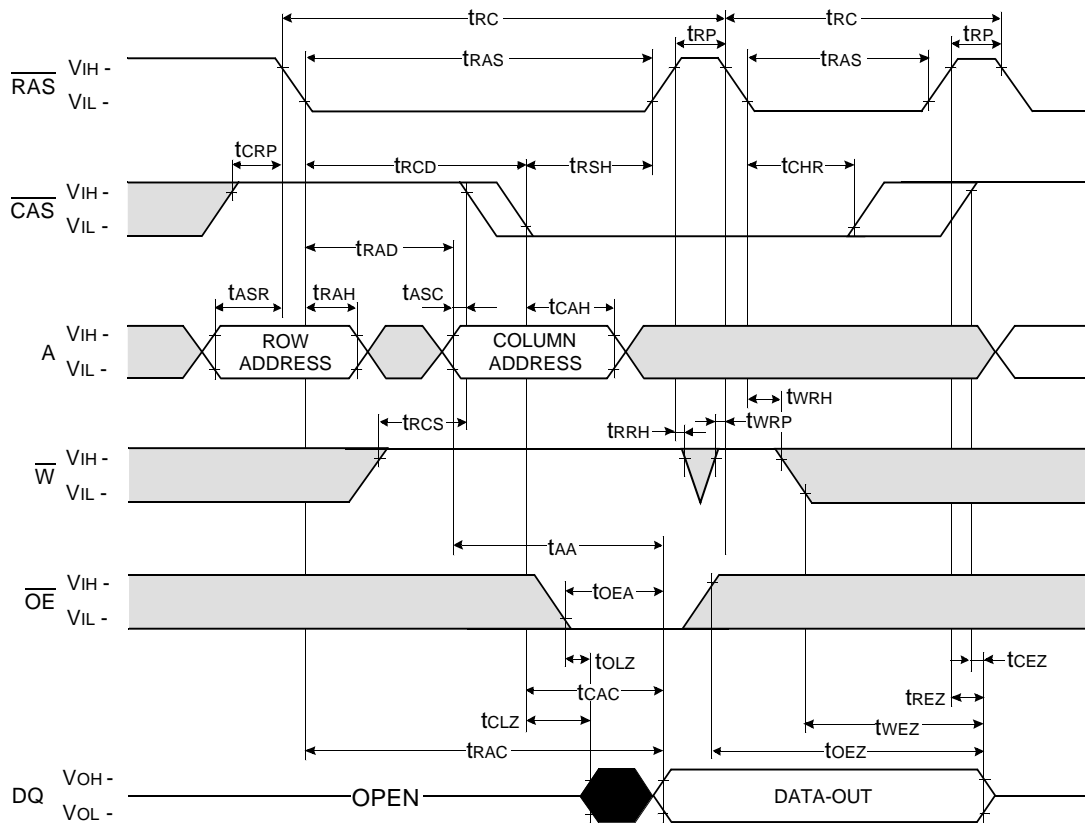 tRC tRC
tRP tRP
tRAS tRAS
RAS VIH -
VIL -
tCRP tRCD tRSH tCHR
CAS VIH -
VIL -
tRAD
tASR tRAH tASC tCAH
A VIH -
VIL -
ROW ADDRESS
COLUMN ADDRESS
tWRH
tRCS tRRH tWRP
W VIH -
VIL -
tAA
OE VIH -
VIL -
tOEA
tOLZ tCEZ
tCAC tREZ
tCLZ tWEZ
tRAC tOEZ
DQ VOH -
VOL -
OPEN DATA-OUT